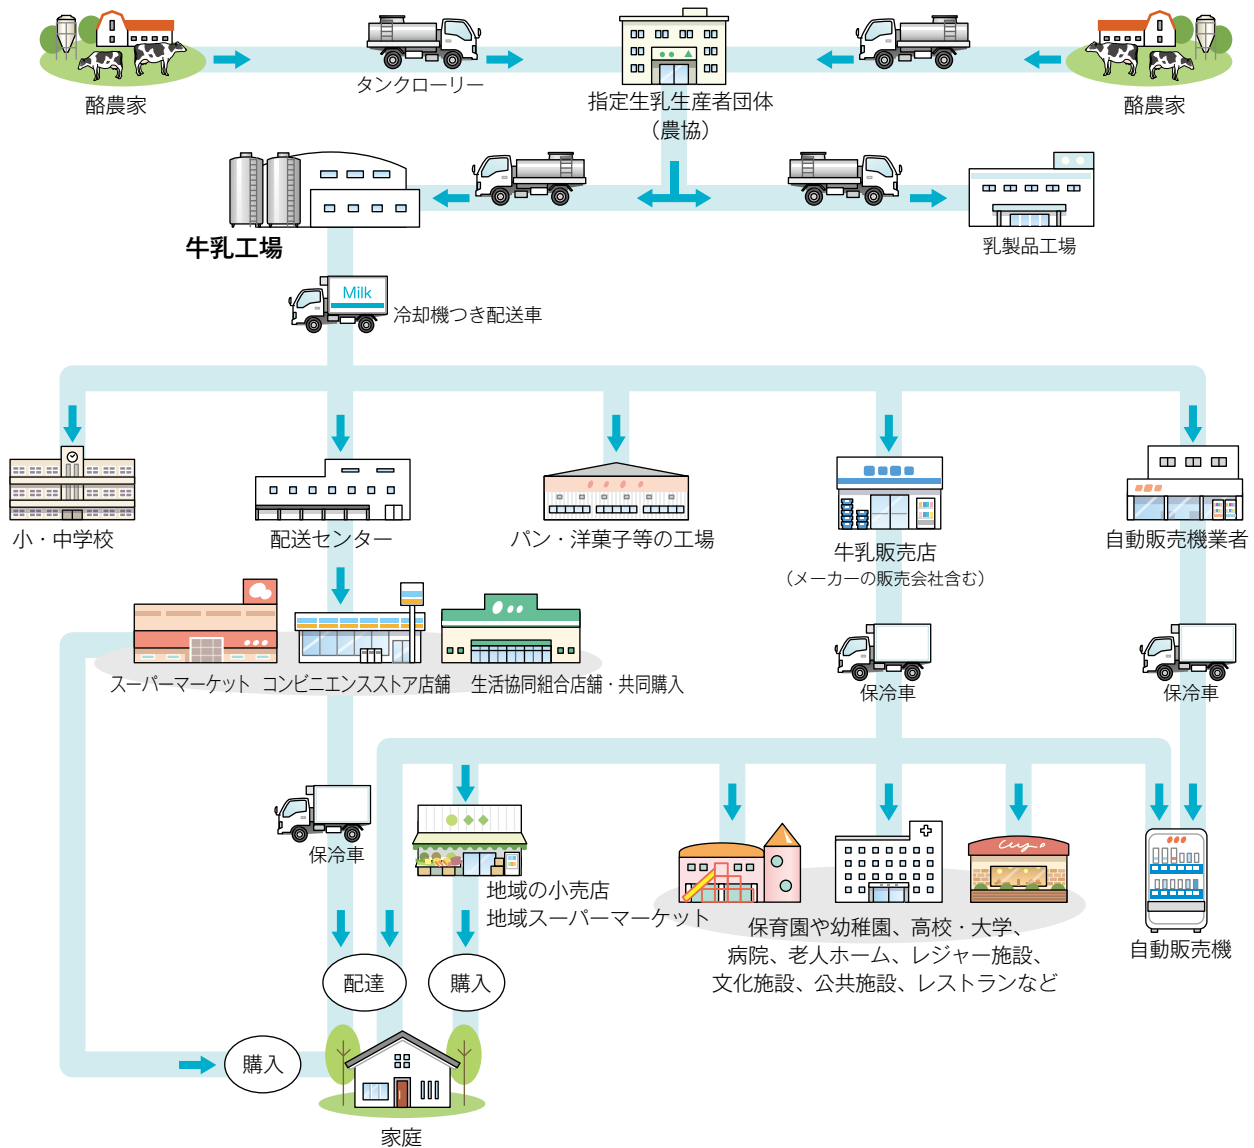 酪農家
タンクローリー
指定生乳生産者団体
（農協）
酪農家
牛乳工場
乳製品工場
Milk
冷却機つき配送車
小・中学校
配送センター
パン・洋菓子等の工場
牛乳販売店
（メーカーの販売会社含む）
自動販売機業者
スーパーマーケット
コンビニエンスストア店舗
生活協同組合店舗・共同購入
保冷車
保冷車
保冷車
地域の小売店
地域スーパーマーケット
保育園や幼稚園、高校・大学、
病院、老人ホーム、レジャー施設、
文化施設、公共施設、レストランなど
自動販売機
配達
購入
購入
家庭